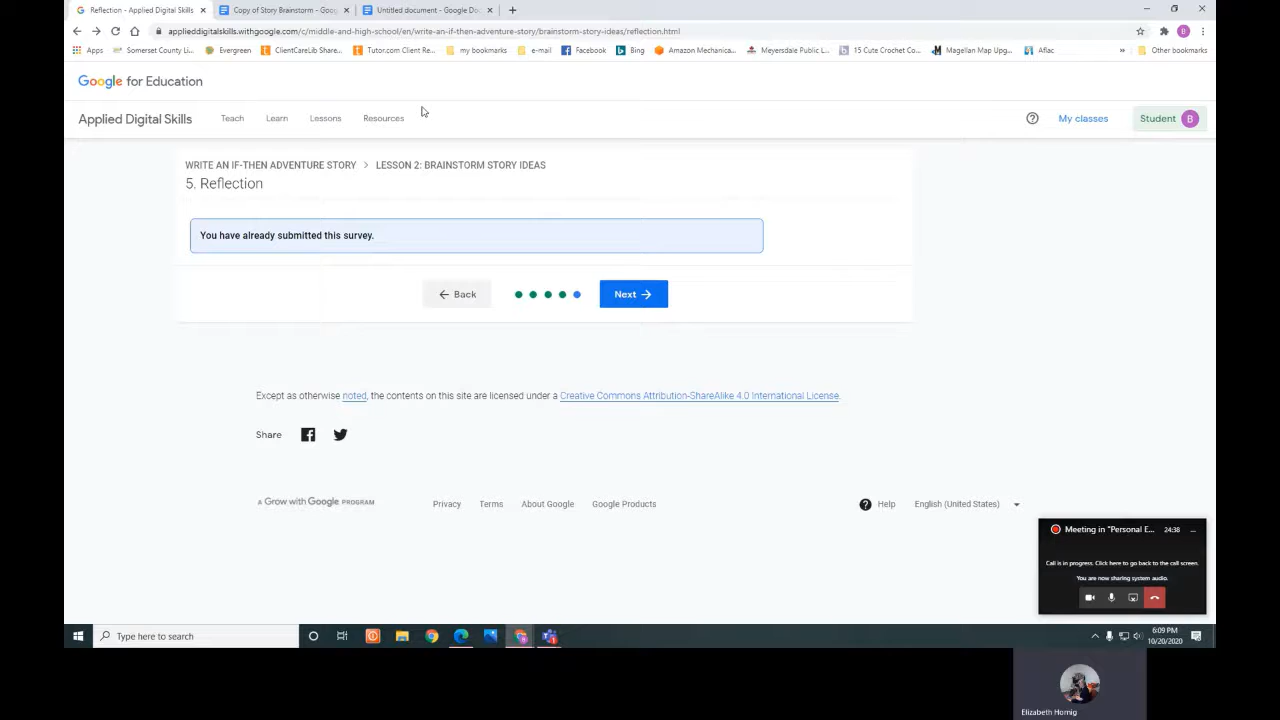 Reflection - Applied Digital Skills
Copy of Story Brainstorm - Goog
Untitled document - Google Doc
applieddigitalskills.withgoogle.com/c/middle-and-high-school/en/write-an-if-then-adventure-story/brainstorm-story-ideas/reflection.html
B
Apps
Somerset County Li...
Evergreen
ClientCareLib Share...
Tutor.com Client Re...
my bookmarks
e-mail
Facebook
Bing
Amazon Mechanica...
Meyersdale Public L...
15 Cute Crochet Co...
Magellan Map Upg...
Aflac
»
Other bookmarks
Google for Education
Applied Digital Skills
Teach
Learn
Lessons
Resources
My classes
Student B
WRITE AN IF-THEN ADVENTURE STORY > LESSON 2: BRAINSTORM STORY IDEAS
5. Reflection
You have already submitted this survey.
Back
Next
Except as otherwise noted, the contents on this site are licensed under a Creative Commons Attribution-ShareAlike 4.0 International License.
Share
A Grow with Google PROGRAM
Privacy
Terms
About Google
Google Products
Help
English (United States)
Meeting in "Personal E...
24:38
...
Call is in progress. Click here to go back to the call screen.
You are now sharing system audio.
Type here to search
6:09 PM
10/20/2020
Elizabeth Hornig